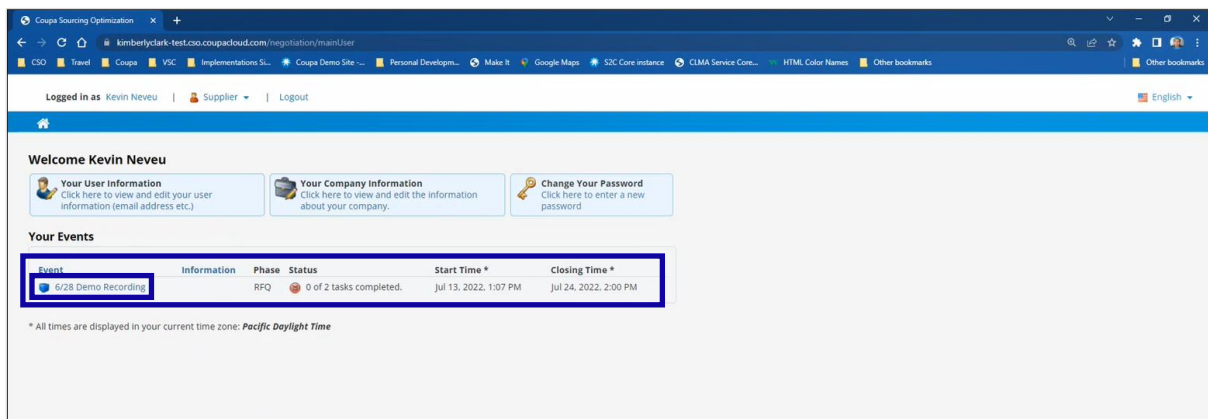 Coupa Sourcing Optimization
kimberlyclark-test.cso.coupacloud.com/negotiation/mainUser
CSO Travel Coupa VSC Implementations Si... Coupa Demo Site -... Personal Developm... Make It Google Maps S2C Core instance CLMA Service Core... HTML Color Names Other bookmarks Other bookmarks
Logged in as Kevin Neveu | Supplier | Logout English
Welcome Kevin Neveu
Your User Information
Click here to view and edit your user
information (email address etc.)
Your Company Information
Click here to view and edit the information
about your company.
Change Your Password
Click here to enter a new
password
Your Events
Event Information Phase Status Start Time * Closing Time *
6/28 Demo Recording RFQ 0 of 2 tasks completed. Jul 13, 2022, 1:07 PM Jul 24, 2022, 2:00 PM
* All times are displayed in your current time zone: Pacific Daylight Time